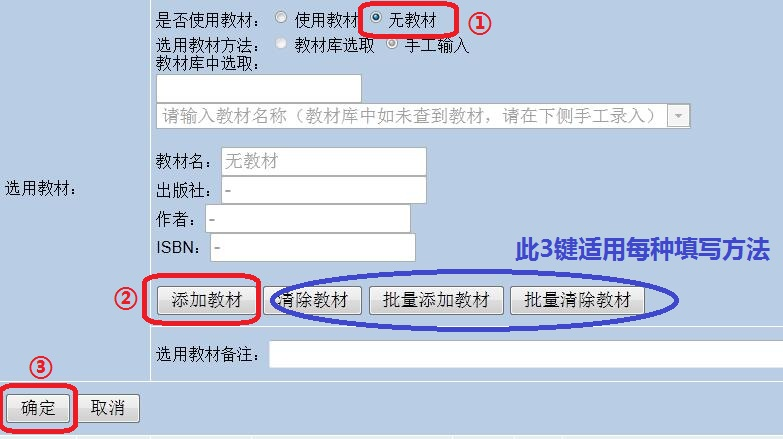 是否使用教材： 使用教材 无教材 ①
选用教材方法： 教材库选取 手工输入
教材库中选取：
请输入教材名称（教材库中如未查到教材，请在下侧手工录入）
教材名：无教材
选用教材：
出版社：-
作者：-
ISBN：-
此3键适用每种填写方法
② 添加教材 清除教材 批量添加教材 批量清除教材
选用教材备注：
③
确定 取消